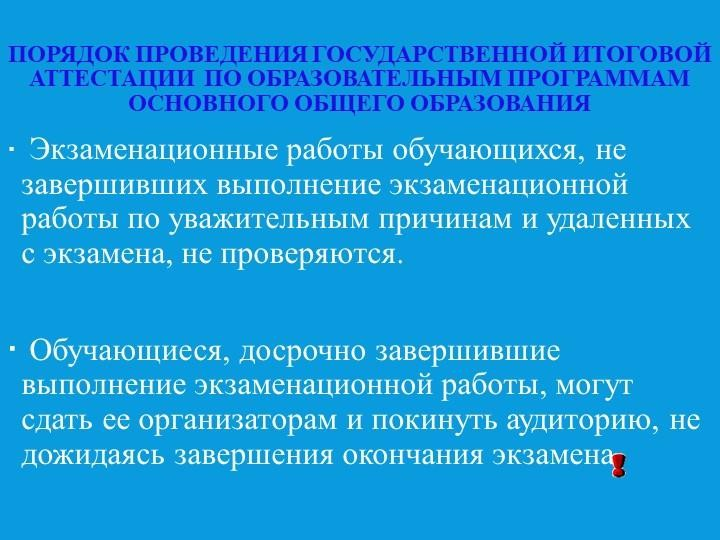 ПОРЯДОК ПРОВЕДЕНИЯ ГОСУДАРСТВЕННОЙ ИТОГОВОЙ
АТТЕСТАЦИИ ПО ОБРАЗОВАТЕЛЬНЫМ ПРОГРАММАМ
ОСНОВНОГО ОБЩЕГО ОБРАЗОВАНИЯ
▪ Экзаменационные работы обучающихся, не
завершивших выполнение экзаменационной
работы по уважительным причинам и удаленных
с экзамена, не проверяются.
▪ Обучающиеся, досрочно завершившие
выполнение экзаменационной работы, могут
сдать ее организаторам и покинуть аудиторию, не
дожидаясь завершения окончания экзамена!